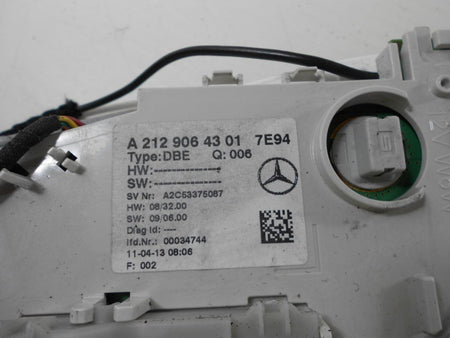 A 212 906 43 01 7E94
Type: DBE Q: 006
HW:---------------
SW:---------------
SV Nr: A2C53375087
HW: 08/32.00
SW: 09/06.00
Diag Id: ----
lfd.Nr.: 00034744
11-04-13 08:06
F: 002